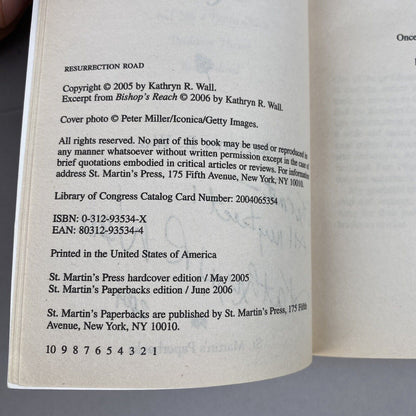 RESURRECTION ROAD
Copyright © 2005 by Kathryn R. Wall.
Excerpt from Bishop's Reach © 2006 by Kathryn R. Wall.
Cover photo © Peter Miller/Iconica/Getty Images.
All rights reserved. No part of this book may be used or reproduced in
any manner whatsoever without written permission except in the case of
brief quotations embodied in critical articles or reviews. For information
address St. Martin's Press, 175 Fifth Avenue, New York, NY 10010.
Library of Congress Catalog Card Number: 2004065354
ISBN: 0-312-93534-X
EAN: 80312-93534-4
Printed in the United States of America
St. Martin's Press hardcover edition / May 2005
St. Martin's Paperbacks edition / June 2006
St. Martin's Paperbacks are published by St. Martin's Press, 175 Fifth
Avenue, New York, NY 10010.
10 9 8 7 6 5 4 3 2 1
Once